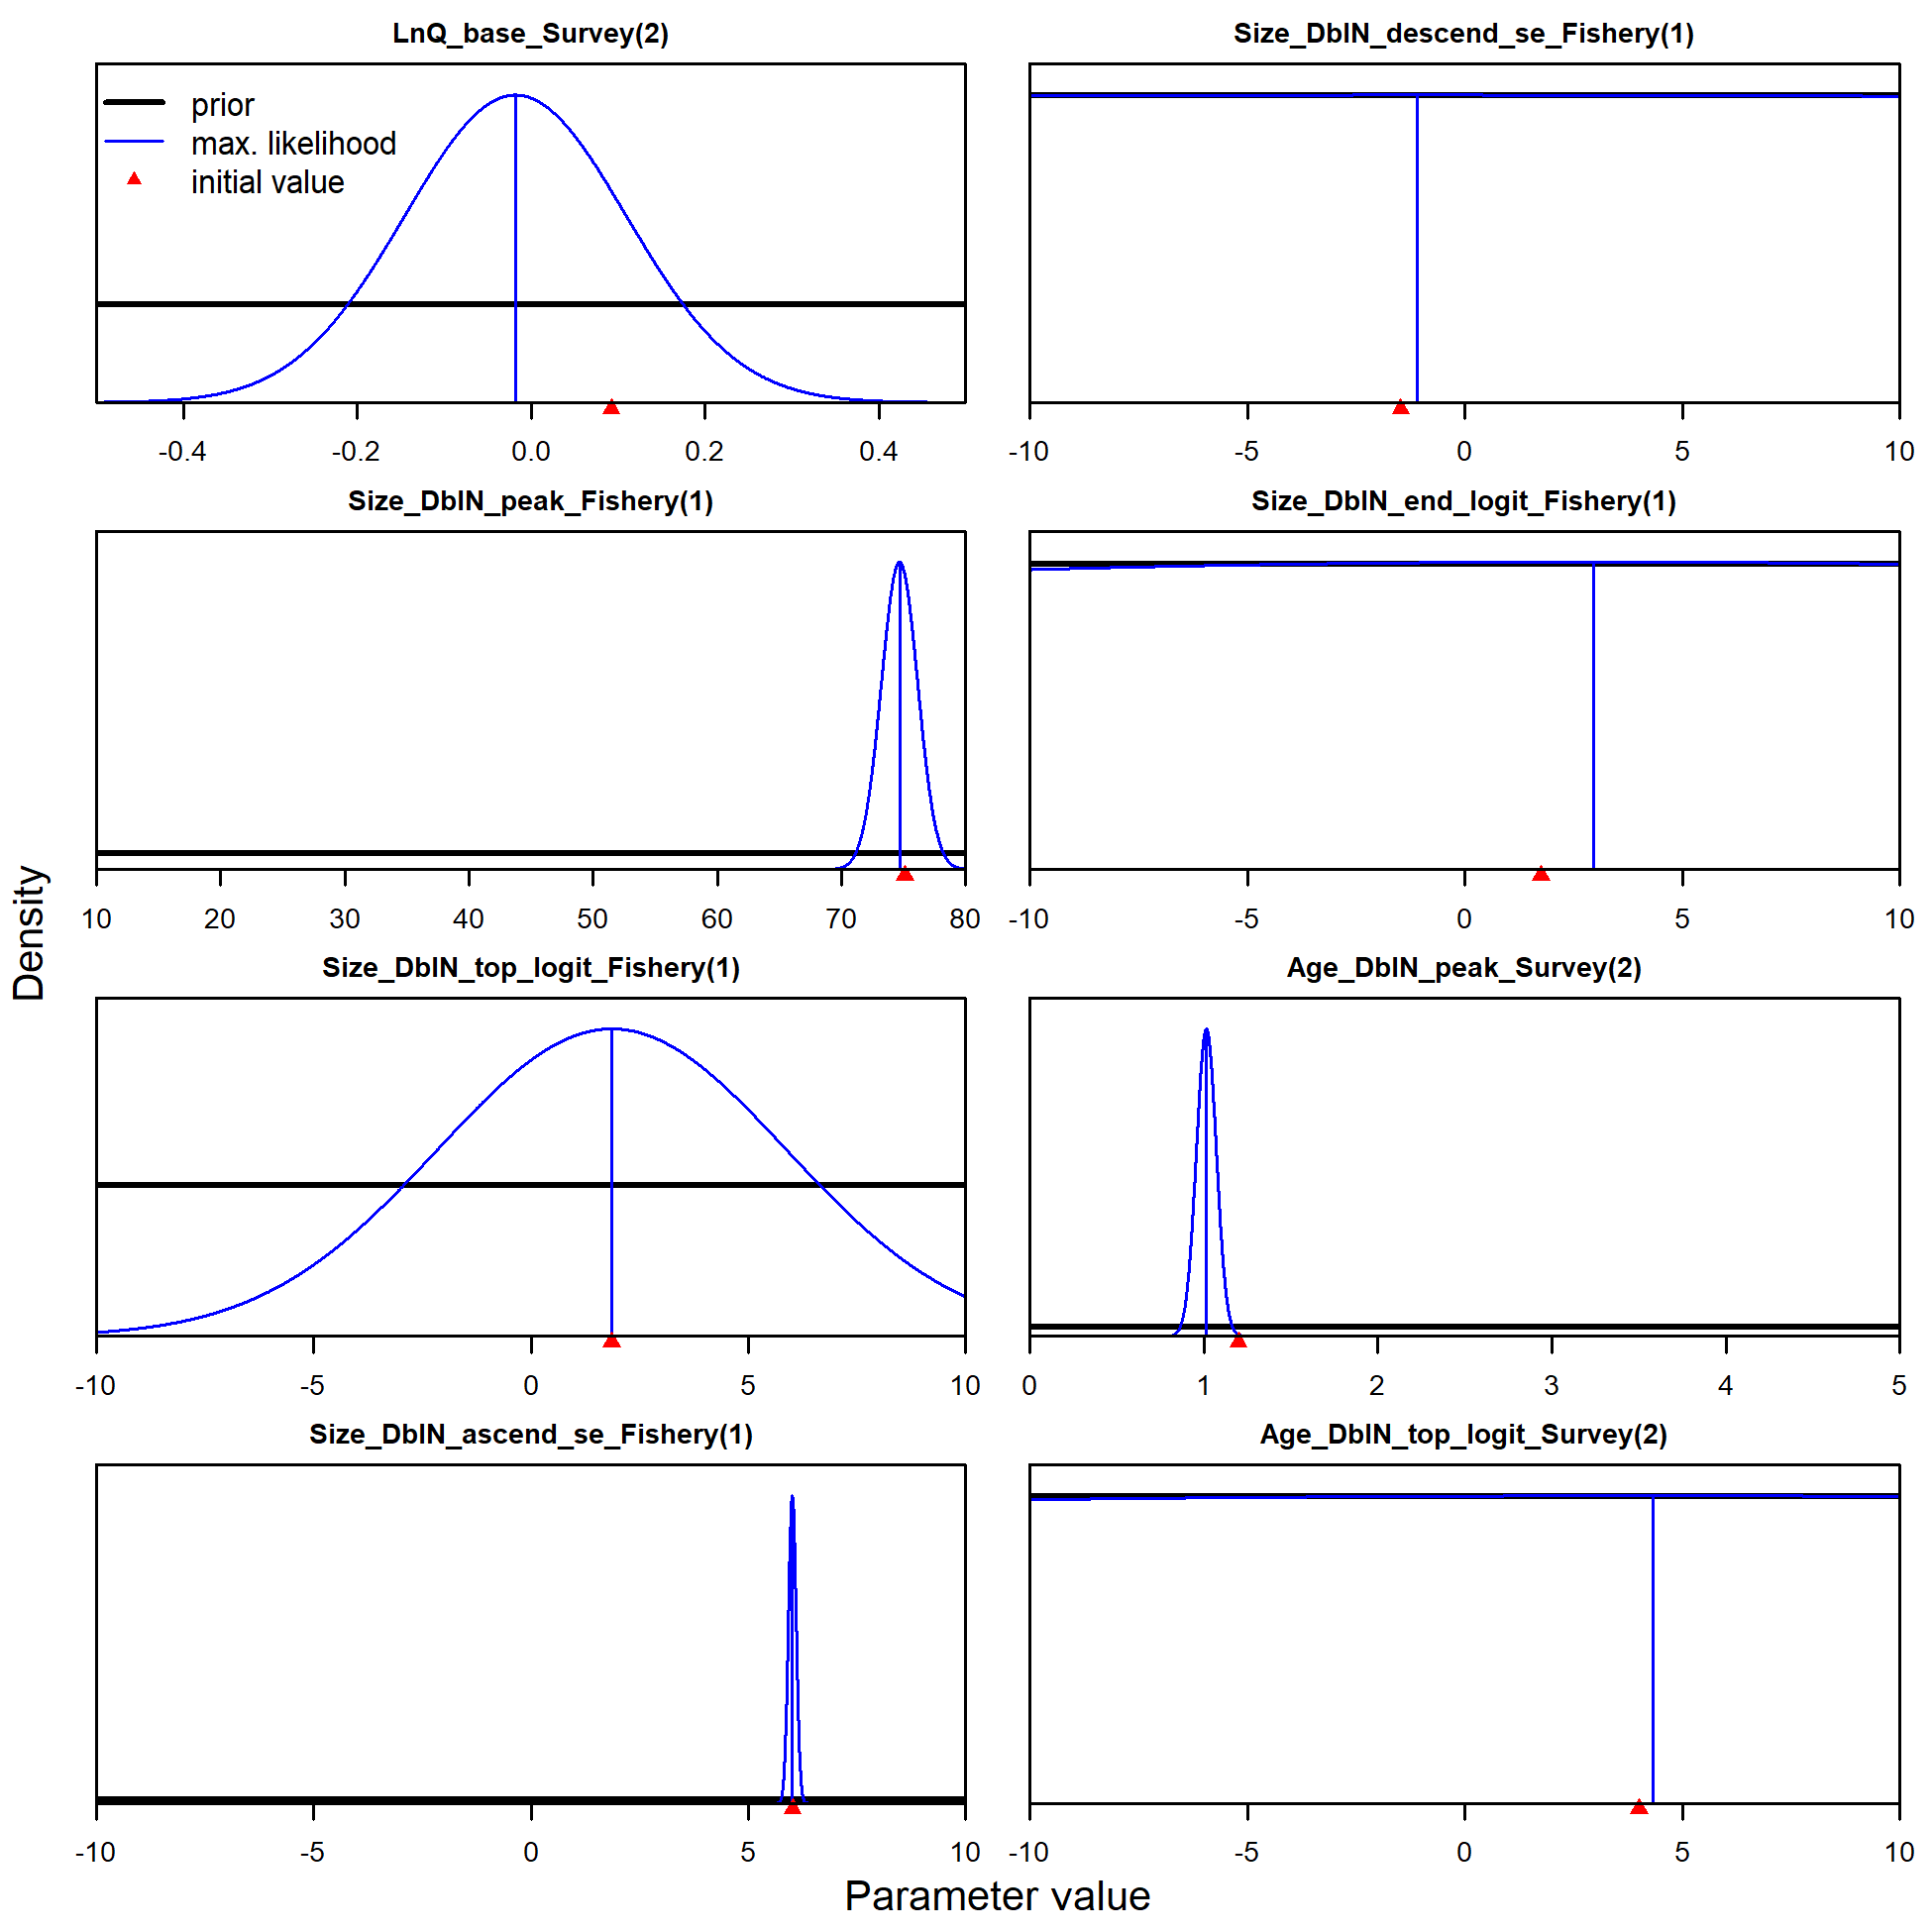 LnQ_base_Survey(2)
prior
max. likelihood
initial value
-0.4 -0.2 0.0 0.2 0.4
Size_DblN_descend_se_Fishery(1)
-10 -5 0 5 10
Size_DblN_peak_Fishery(1)
10 20 30 40 50 60 70 80
Size_DblN_end_logit_Fishery(1)
-10 -5 0 5 10
Size_DblN_top_logit_Fishery(1)
-10 -5 0 5 10
Age_DblN_peak_Survey(2)
0 1 2 3 4 5
Size_DblN_ascend_se_Fishery(1)
-10 -5 0 5 10
Age_DblN_top_logit_Survey(2)
-10 -5 0 5 10
Density
Parameter value